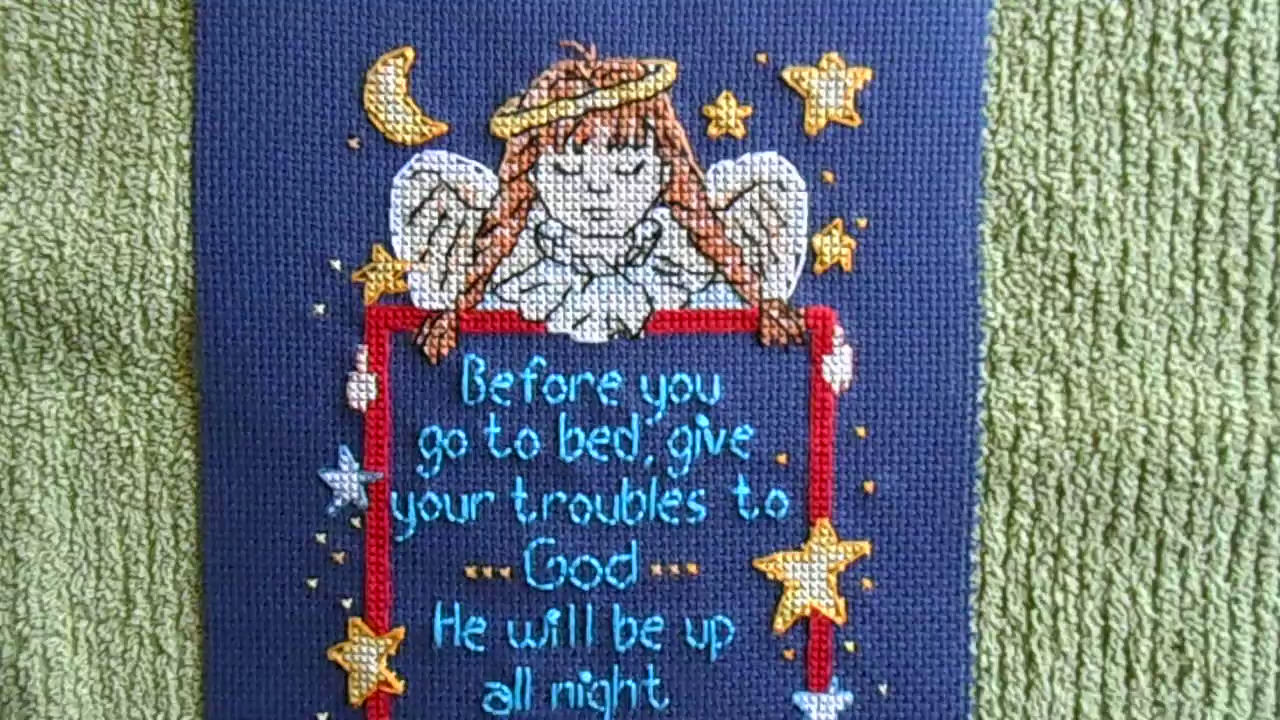 Before you
go to bed, give
your troubles to
...God...
He will be up
all night